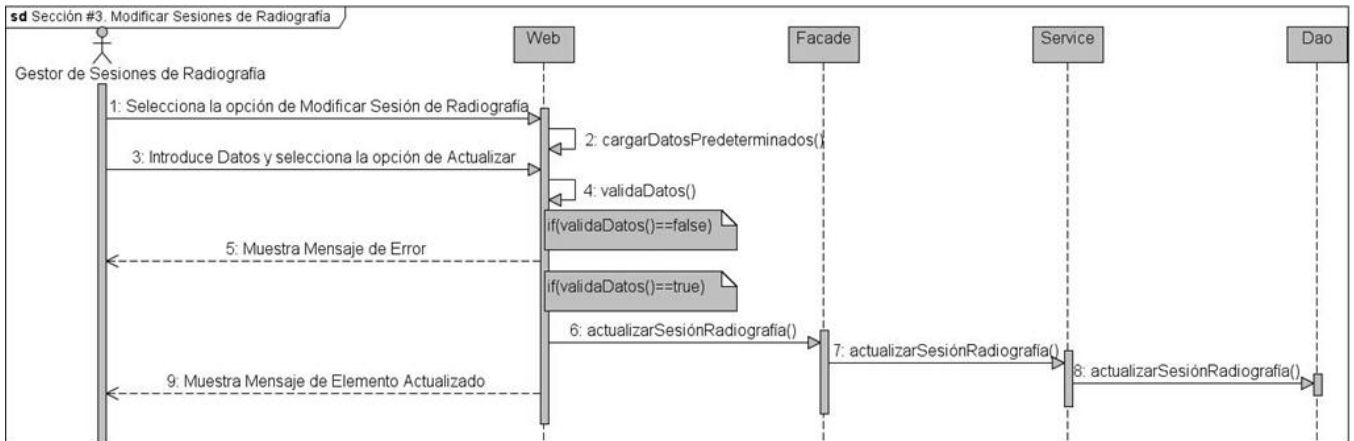 sd Sección #3. Modificar Sesiones de Radiografía
Web
Facade
Service
Dao
Gestor de Sesiones de Radiografía
1: Selecciona la opción de Modificar Sesión de Radiografía
2: cargarDatosPredeterminados()
3: Introduce Datos y selecciona la opción de Actualizar
4: validaDatos()
if(validaDatos()==false)
5: Muestra Mensaje de Error
if(validaDatos()==true)
6: actualizarSesiónRadiografía()
7: actualizarSesiónRadiografía()
8: actualizarSesiónRadiografía()
9: Muestra Mensaje de Elemento Actualizado